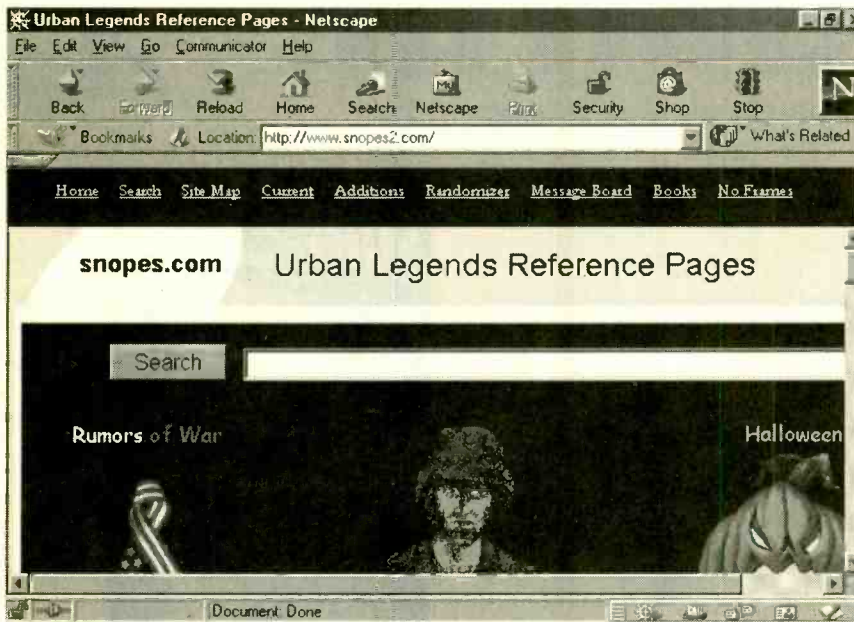 Urban Legends Reference Pages - Netscape
File Edit View Go Communicator Help
Back Forward Reload Home Search Netscape Print Security Shop Stop
Bookmarks Location: http://www.snopes2.com/ What's Related
Home Search Site Map Current Additions Randomizer Message Board Books No Frames
snopes.com Urban Legends Reference Pages
Search
Rumors of War Halloween
Document: Done